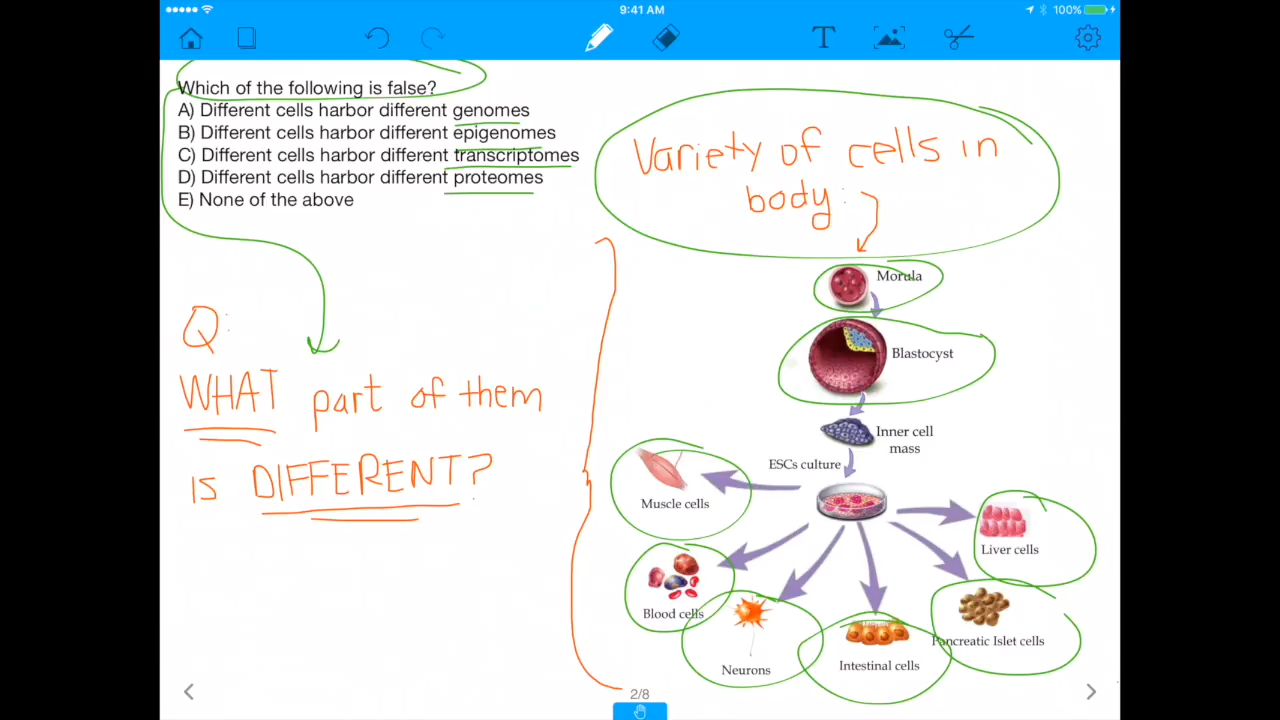 9:41 AM
100%
T
Which of the following is false?
A) Different cells harbor different genomes
B) Different cells harbor different epigenomes
C) Different cells harbor different transcriptomes
D) Different cells harbor different proteomes
E) None of the above
Variety of cells in
body:
Q:
WHAT part of them
is DIFFERENT?
Morula
Blastocyst
Inner cell
mass
ESCs culture
Muscle cells
Liver cells
Blood cells
Pancreatic Islet cells
Neurons
Intestinal cells
2/8